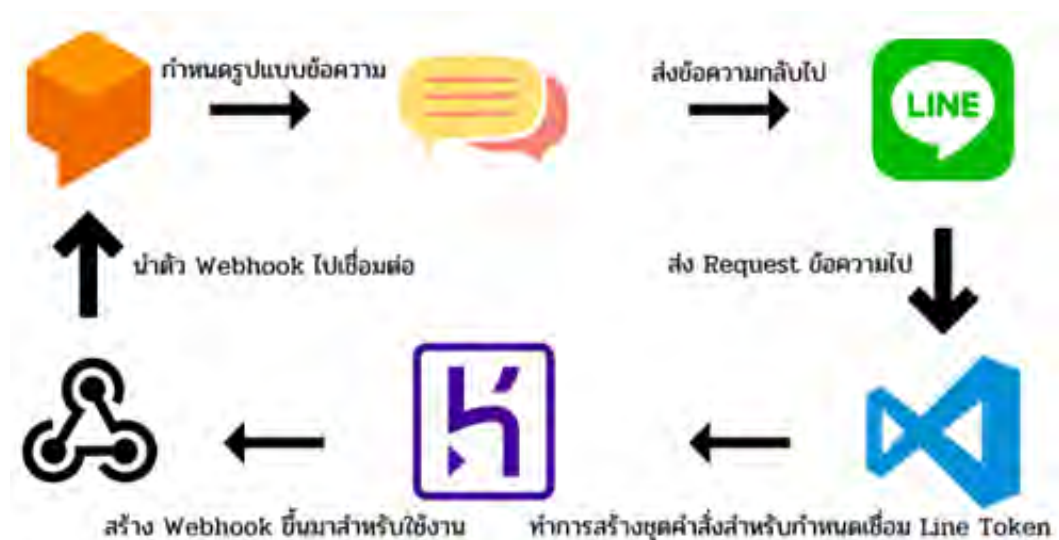 กำหนดรูปแบบข้อความ
ส่งข้อความกลับไป
LINE
นำตัว Webhook ไปเชื่อมต่อ
ส่ง Request ข้อความไป
สร้าง Webhook ขึ้นมาสำหรับใช้งาน
ทำการสร้างชุดคำสั่งสำหรับกำหนดเชื่อม Line Token